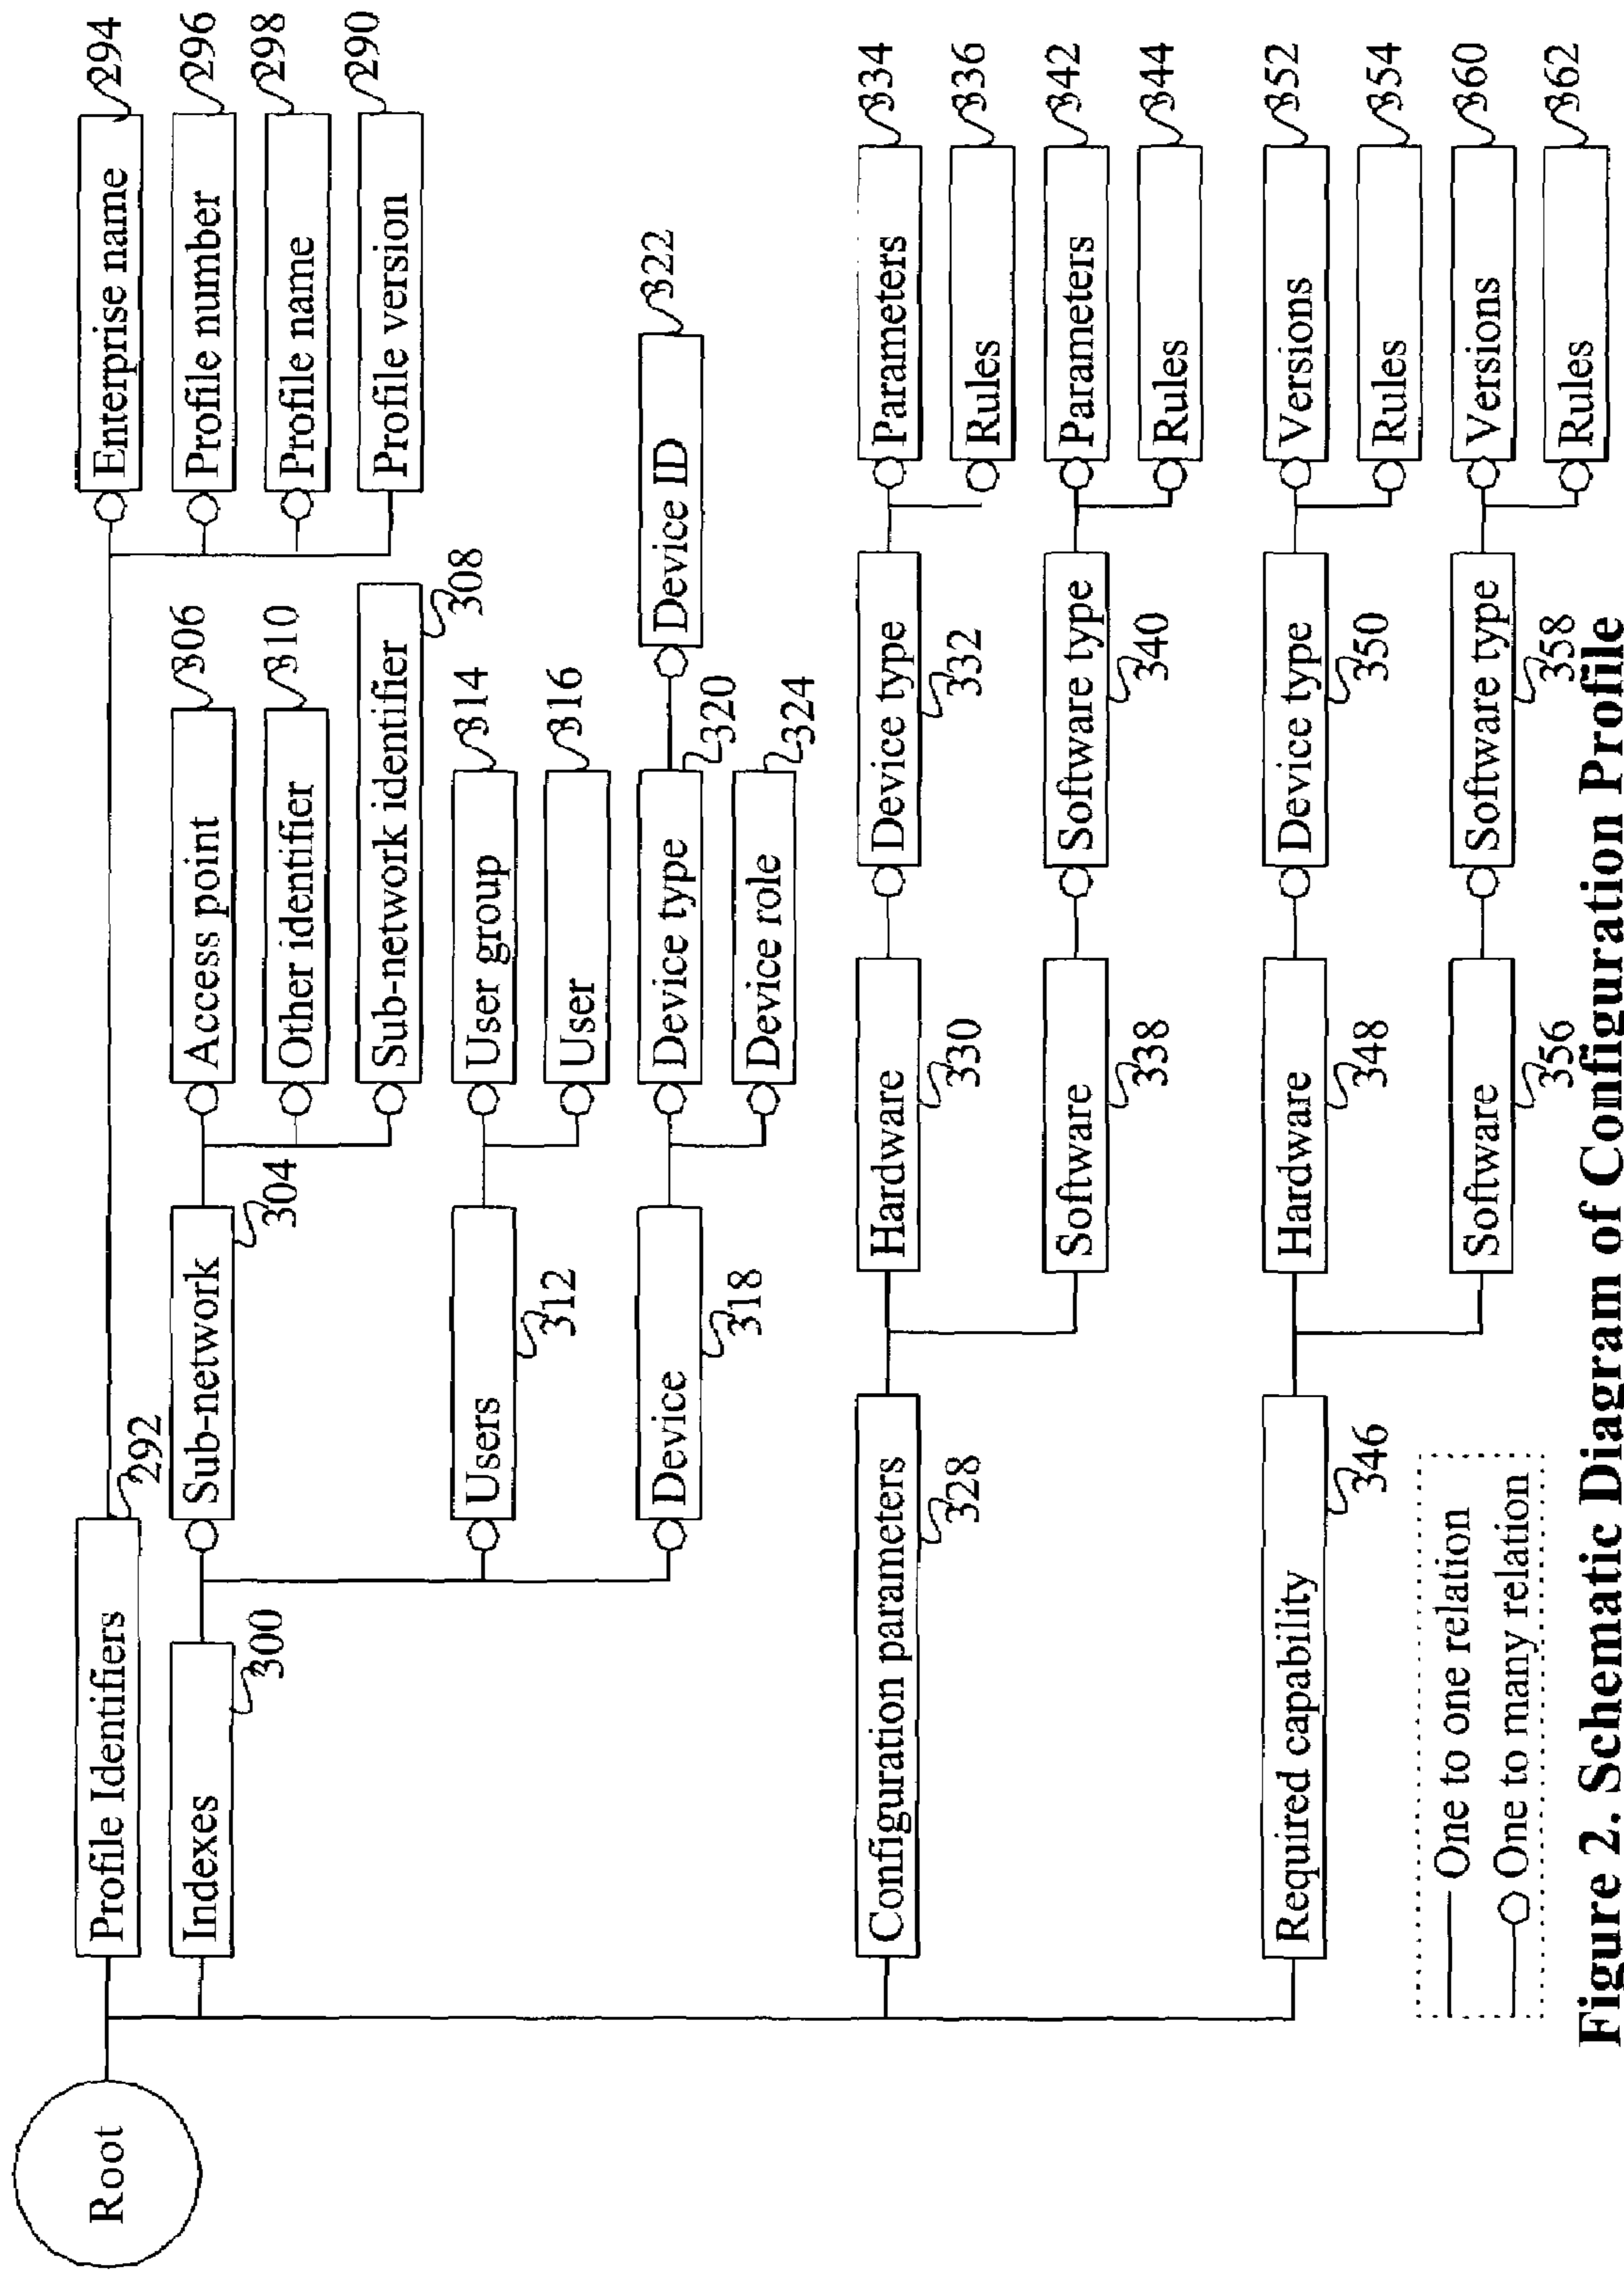 Root
Profile Identifiers
292
Enterprise name
294
Profile number
296
Profile name
298
Profile version
290
Indexes
300
Sub-network
304
Access point
306
Other identifier
310
Sub-network identifier
308
Users
312
User group
314
User
316
Device
318
Device type
320
Device ID
322
Device role
324
Configuration parameters
328
Hardware
330
Device type
332
Parameters
334
Rules
336
Software
338
Software type
340
Parameters
342
Rules
344
Required capability
346
Hardware
348
Device type
350
Versions
352
Rules
354
Software
356
Software type
358
Versions
360
Rules
362
One to one relation
One to many relation
Figure 2. Schematic Diagram of Configuration Profile